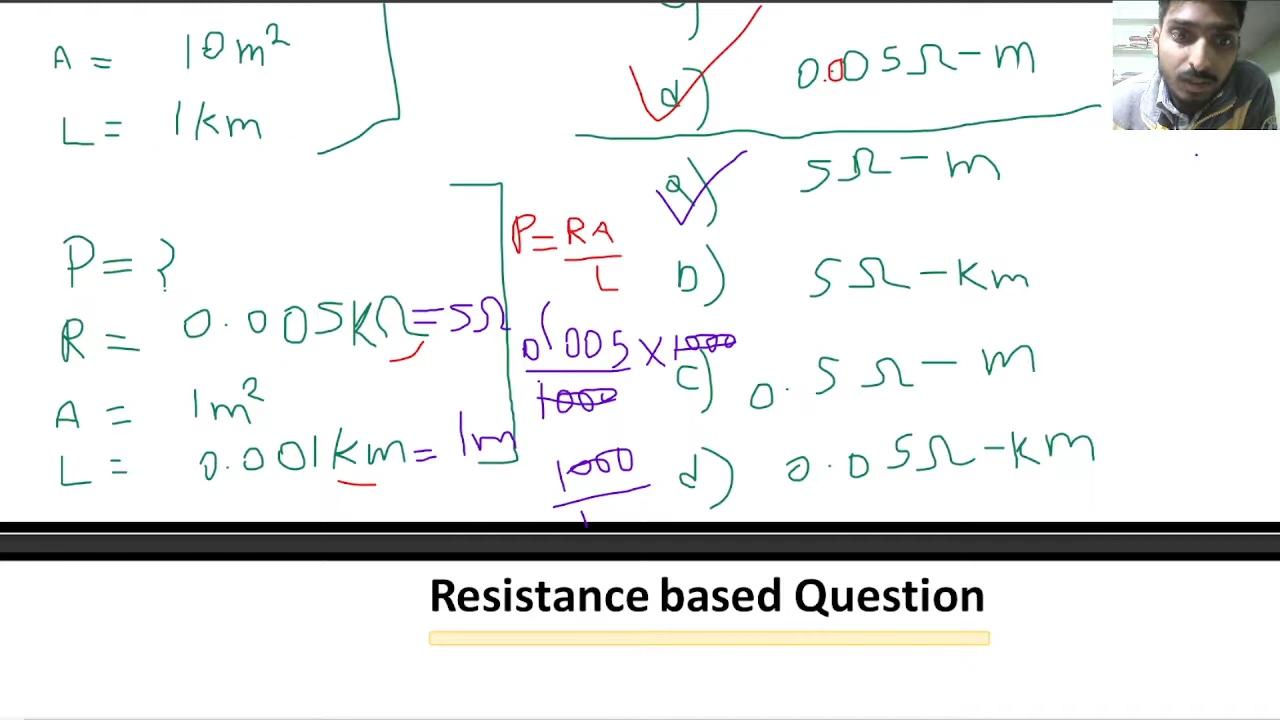 A = 10m²
L = 1km
d) 0.005Ω-m
P = ?
R = 0.005kΩ = 5Ω
A = 1m²
L = 0.001km = 1m
P = RA
L
0.005 × 1000
1000
1000
1
a) 5Ω-m
b) 5Ω-km
c) 0.5Ω-m
d) 0.05Ω-km
Resistance based Question